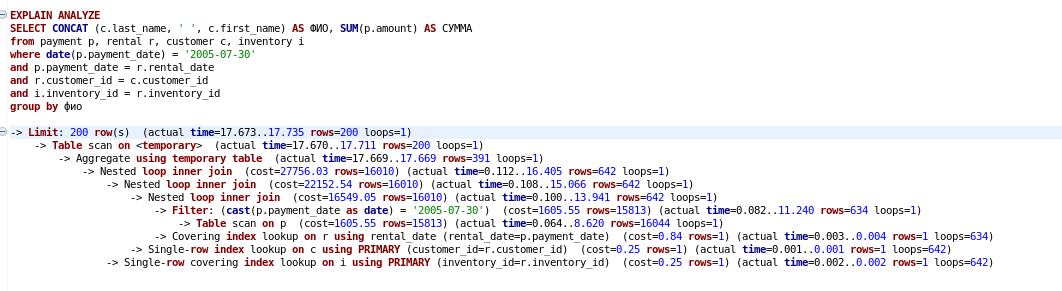 EXPLAIN ANALYZE
SELECT CONCAT (c.last_name, ' ', c.first_name) AS ФИО, SUM(p.amount) AS СУММА
from payment p, rental r, customer c, inventory i
where date(p.payment_date) = '2005-07-30'
and p.payment_date = r.rental_date
and r.customer_id = c.customer_id
and i.inventory_id = r.inventory_id
group by фио
-> Limit: 200 row(s)  (actual time=17.673..17.735 rows=200 loops=1)
-> Table scan on <temporary>  (actual time=17.670..17.711 rows=200 loops=1)
-> Aggregate using temporary table  (actual time=17.669..17.669 rows=391 loops=1)
-> Nested loop inner join  (cost=27756.03 rows=16010) (actual time=0.112..16.405 rows=642 loops=1)
-> Nested loop inner join  (cost=22152.54 rows=16010) (actual time=0.108..15.066 rows=642 loops=1)
-> Nested loop inner join  (cost=16549.05 rows=16010) (actual time=0.100..13.941 rows=642 loops=1)
-> Filter: (cast(p.payment_date as date) = '2005-07-30')  (cost=1605.55 rows=15813) (actual time=0.082..11.240 rows=634 loops=1)
-> Table scan on p  (cost=1605.55 rows=15813) (actual time=0.064..8.620 rows=16044 loops=1)
-> Covering index lookup on r using rental_date (rental_date=p.payment_date)  (cost=0.84 rows=1) (actual time=0.003..0.004 rows=1 loops=634)
-> Single-row index lookup on c using PRIMARY (customer_id=r.customer_id)  (cost=0.25 rows=1) (actual time=0.001..0.001 rows=1 loops=642)
-> Single-row covering index lookup on i using PRIMARY (inventory_id=r.inventory_id)  (cost=0.25 rows=1) (actual time=0.002..0.002 rows=1 loops=642)